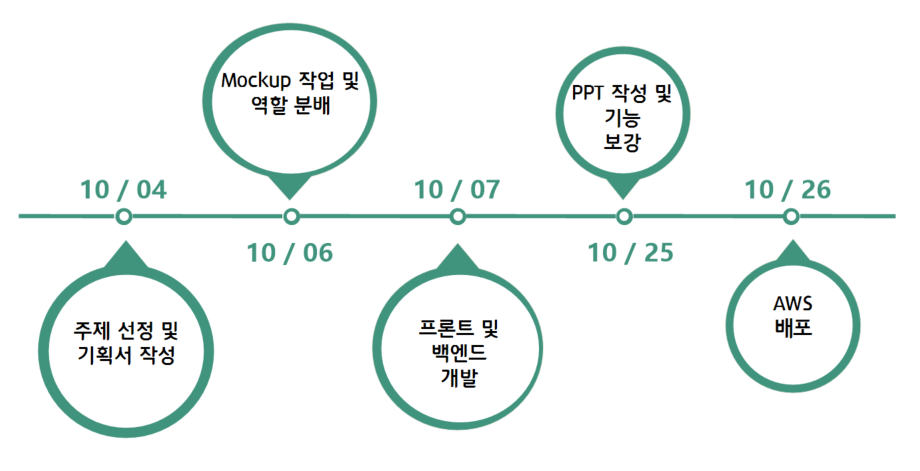 Mockup 작업 및
역할 분배
PPT 작성 및
기능
보강
10 / 04
10 / 07
10 / 26
10 / 06
10 / 25
주제 선정 및
기획서 작성
프론트 및
백엔드
개발
AWS
배포